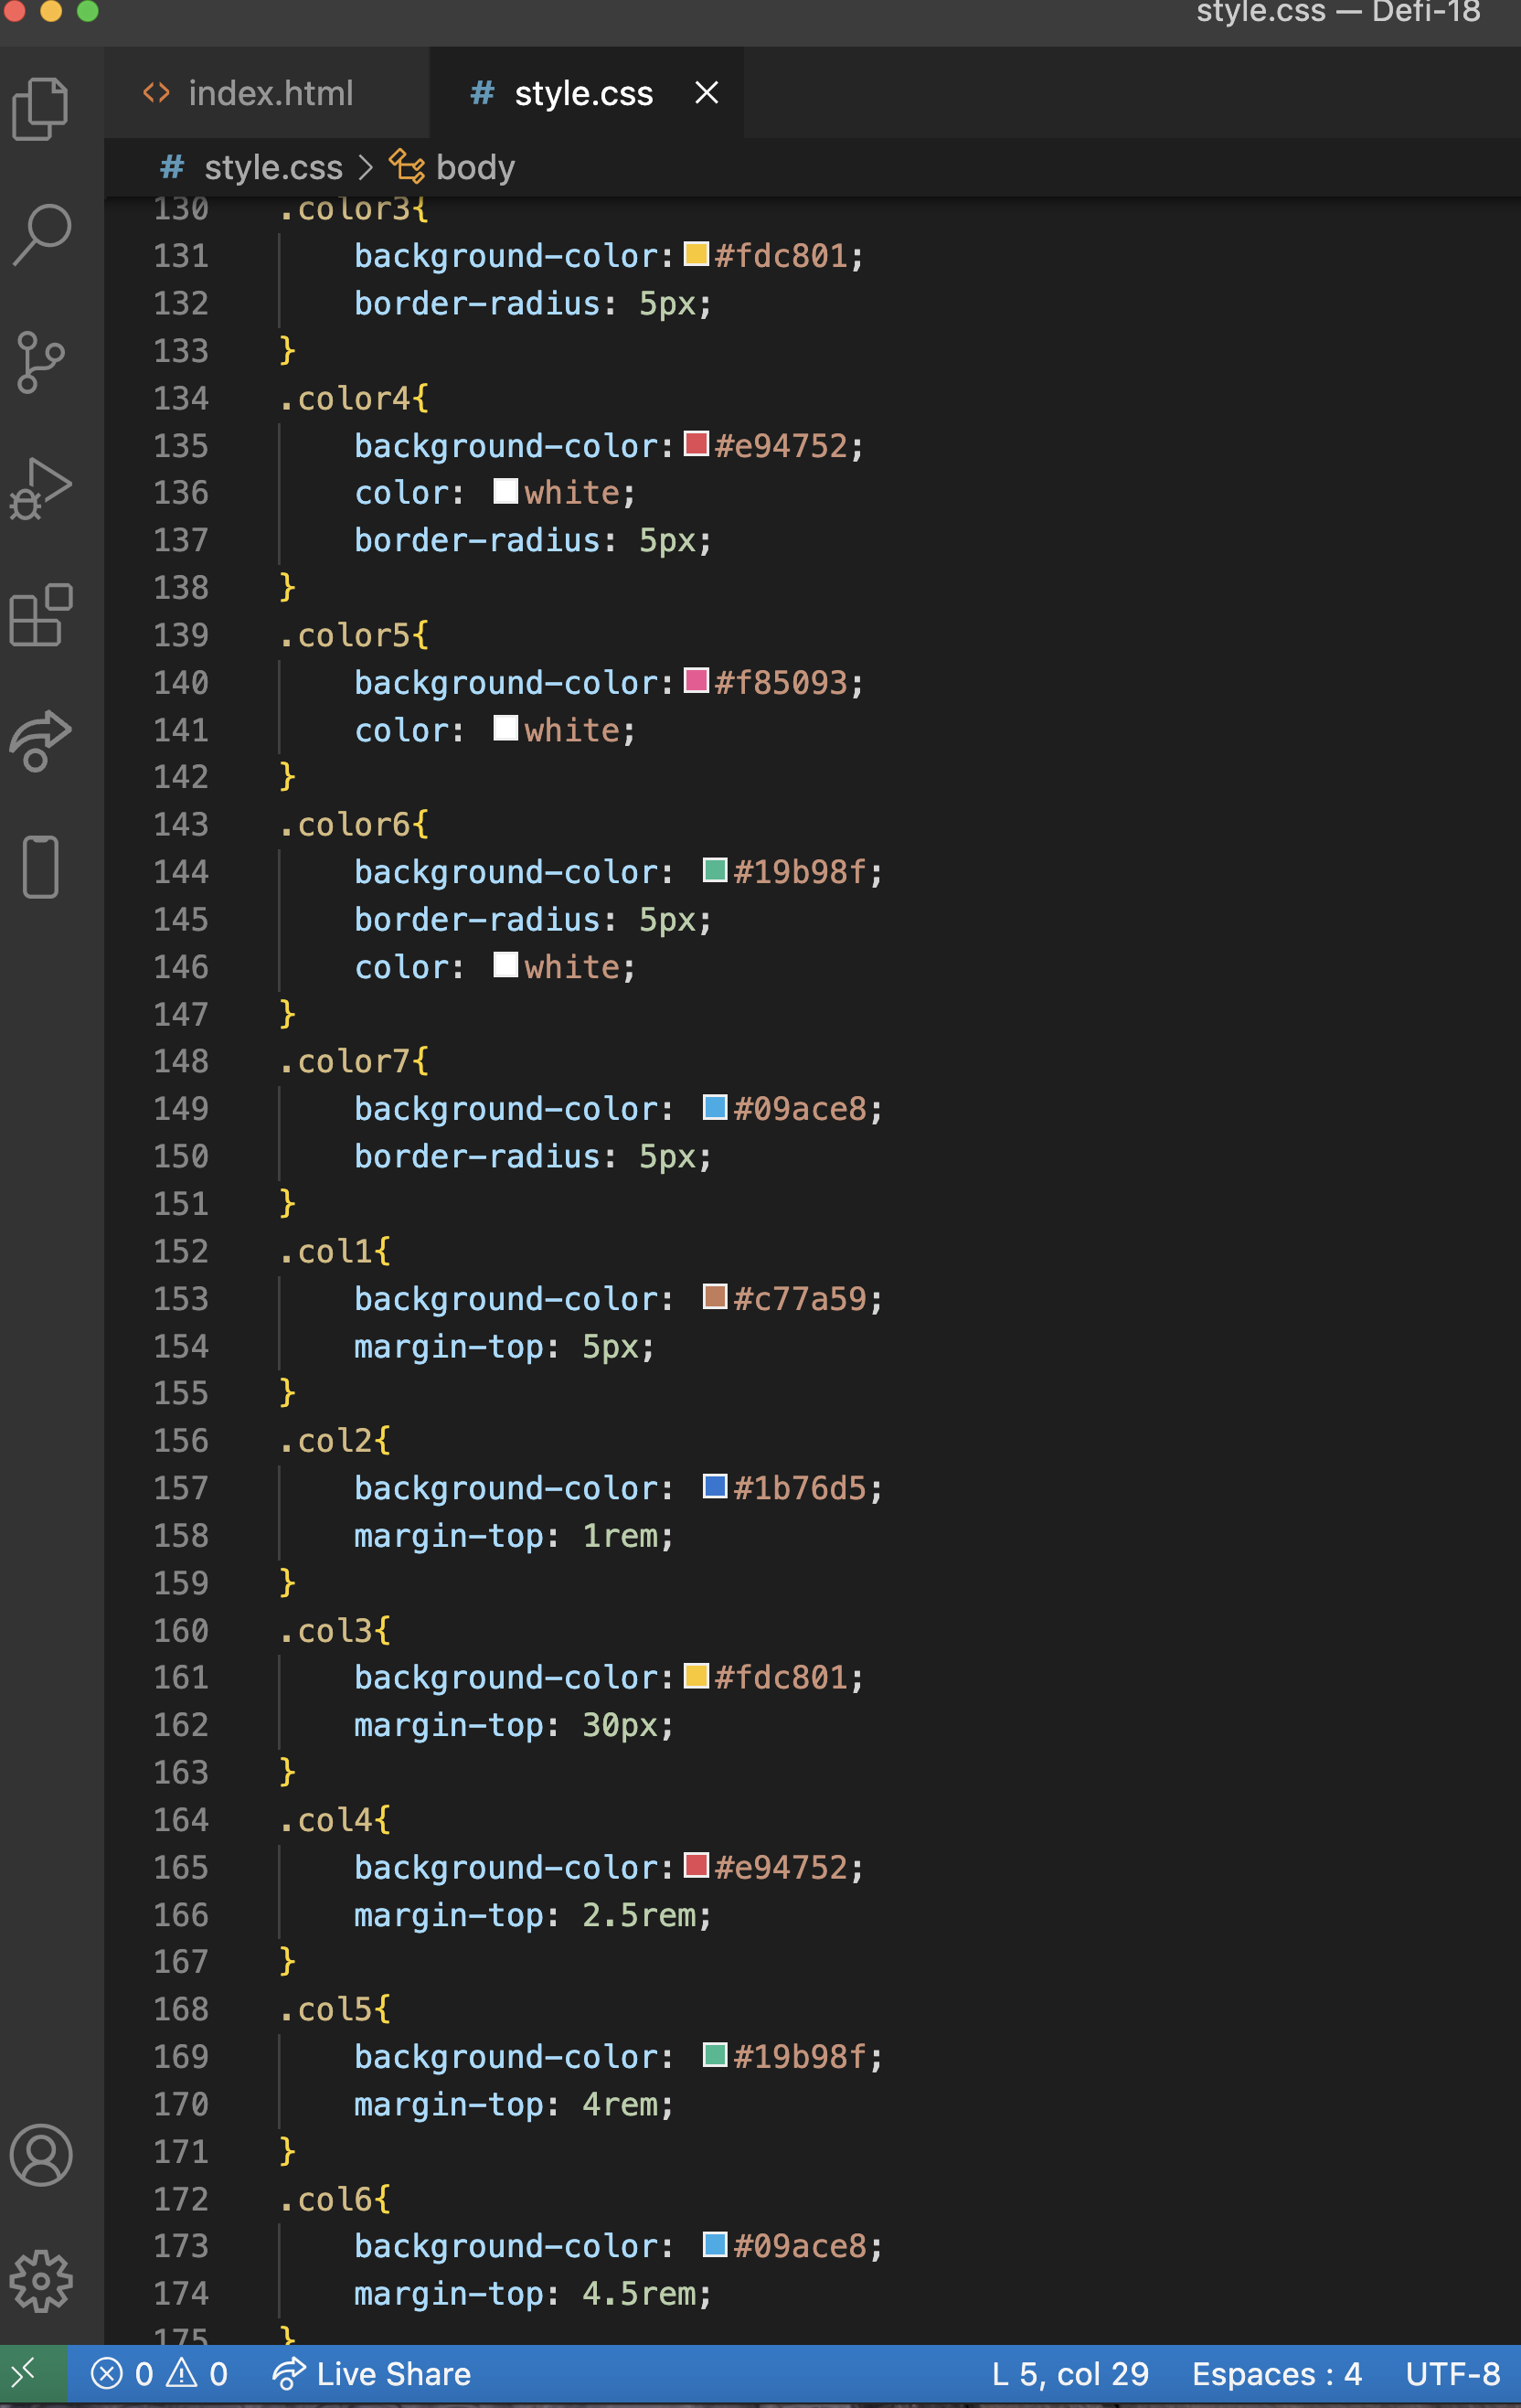 style.css — Defi-18
<> index.html # style.css ×
# style.css > body
130 .color3{
131 background-color:#fdc801;
132 border-radius: 5px;
133 }
134 .color4{
135 background-color:#e94752;
136 color: white;
137 border-radius: 5px;
138 }
139 .color5{
140 background-color:#f85093;
141 color: white;
142 }
143 .color6{
144 background-color: #19b98f;
145 border-radius: 5px;
146 color: white;
147 }
148 .color7{
149 background-color: #09ace8;
150 border-radius: 5px;
151 }
152 .col1{
153 background-color: #c77a59;
154 margin-top: 5px;
155 }
156 .col2{
157 background-color: #1b76d5;
158 margin-top: 1rem;
159 }
160 .col3{
161 background-color:#fdc801;
162 margin-top: 30px;
163 }
164 .col4{
165 background-color:#e94752;
166 margin-top: 2.5rem;
167 }
168 .col5{
169 background-color: #19b98f;
170 margin-top: 4rem;
171 }
172 .col6{
173 background-color: #09ace8;
174 margin-top: 4.5rem;
175 }
0 0 Live Share L 5, col 29 Espaces : 4 UTF-8